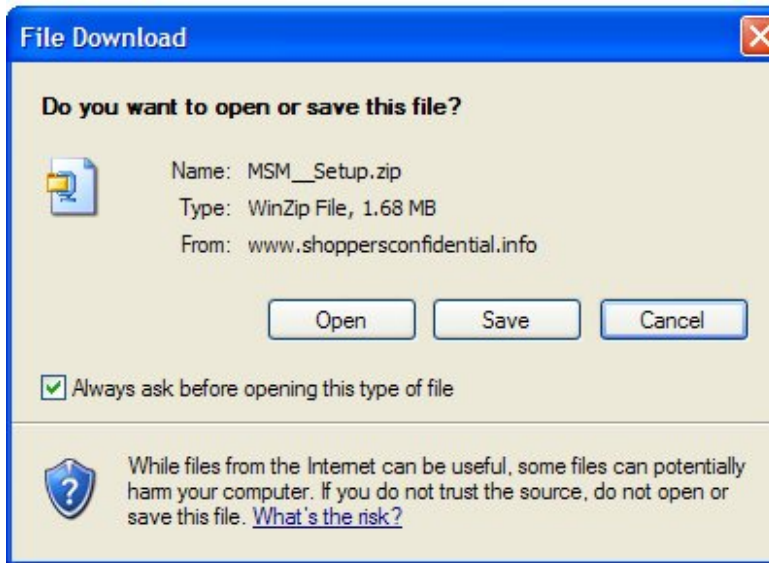 File Download
Do you want to open or save this file?
Name: MSM__Setup.zip
Type: WinZip File, 1.68 MB
From: www.shoppersconfidential.info
Open Save Cancel
Always ask before opening this type of file
While files from the Internet can be useful, some files can potentially
harm your computer. If you do not trust the source, do not open or
save this file. What's the risk?